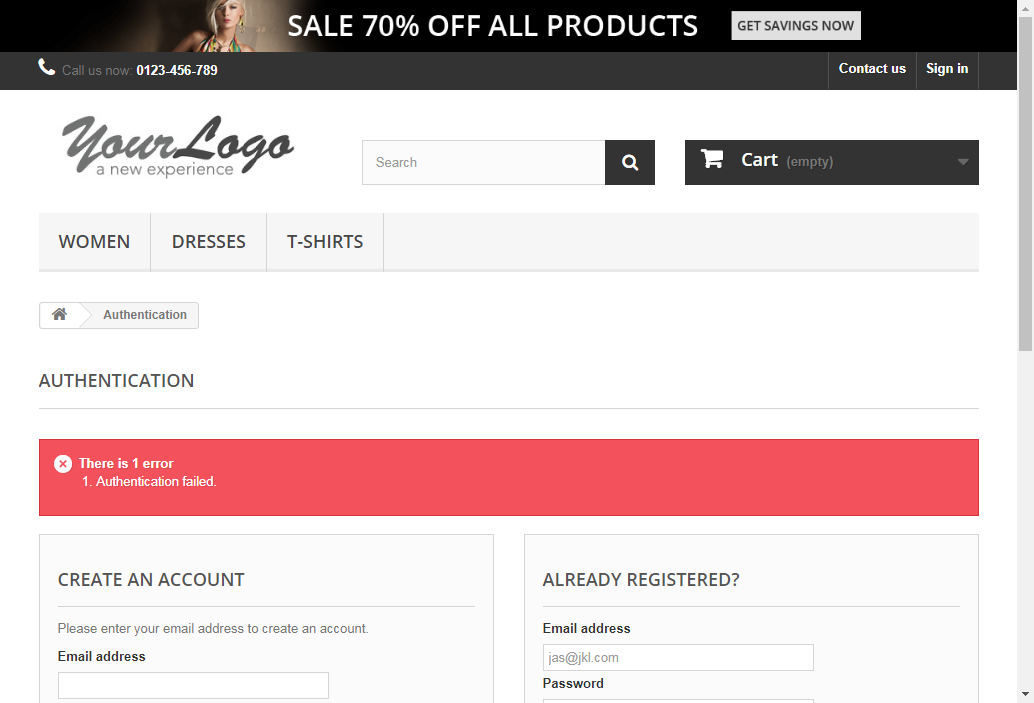 SALE 70% OFF ALL PRODUCTS GET SAVINGS NOW
Call us now: 0123-456-789 Contact us Sign in
YourLogo
a new experience
Search
Cart (empty)
WOMEN DRESSES T-SHIRTS
Authentication
AUTHENTICATION
There is 1 error
1. Authentication failed.
CREATE AN ACCOUNT
Please enter your email address to create an account.
Email address
ALREADY REGISTERED?
Email address
jas@jkl.com
Password